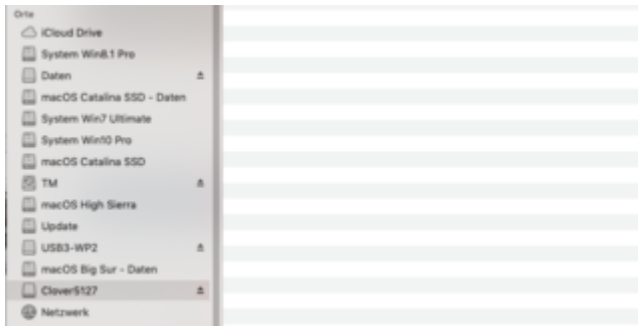 Orte
iCloud Drive
System Win8.1 Pro
Daten
macOS Catalina SSD - Daten
System Win7 Ultimate
System Win10 Pro
macOS Catalina SSD
TM
macOS High Sierra
Update
USB3-WP2
macOS Big Sur - Daten
Clover5127
Netzwerk